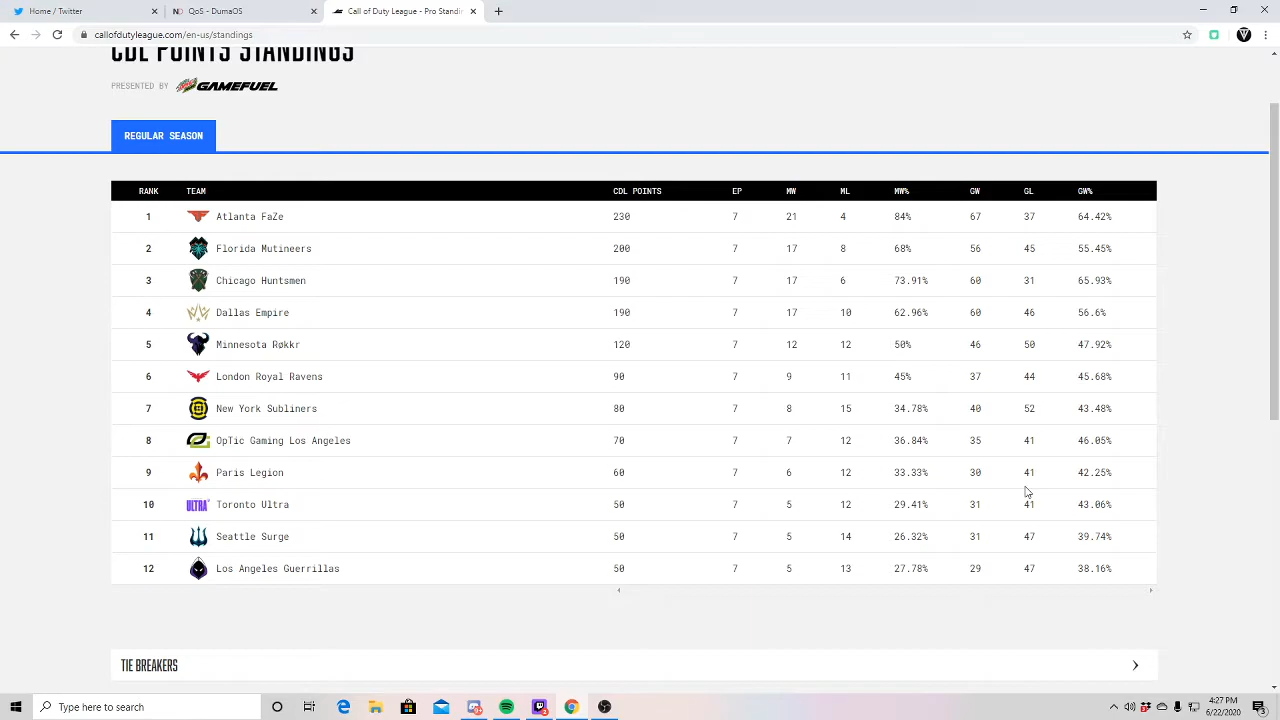 Home / Twitter
QoS - DumaOS
Call of Duty League - Pro Standin
callofdutyleague.com/en-us/standings
CDL POINTS STANDINGS
PRESENTED BY GAMEFUEL
REGULAR SEASON
RANK TEAM CDL POINTS EP MW ML MW% GW GL GW%
1 Atlanta FaZe 230 7 21 4 84% 67 37 64.42%
2 Florida Mutineers 200 7 17 8 68% 56 45 55.45%
3 Chicago Huntsmen 190 7 17 6 73.91% 60 31 65.93%
4 Dallas Empire 190 7 17 10 62.96% 60 46 56.6%
5 Minnesota Røkkr 120 7 12 12 50% 46 50 47.92%
6 London Royal Ravens 90 7 9 11 45% 37 44 45.68%
7 New York Subliners 80 7 8 15 34.78% 40 52 43.48%
8 OpTic Gaming Los Angeles 70 7 7 12 36.84% 35 41 46.05%
9 Paris Legion 60 7 6 12 33.33% 30 41 42.25%
10 ULTRA Toronto Ultra 50 7 5 12 29.41% 31 41 43.06%
11 Seattle Surge 50 7 5 14 26.32% 31 47 39.74%
12 Los Angeles Guerrillas 50 7 5 13 27.78% 29 47 38.16%
TIE BREAKERS
Type here to search
4:27 PM
6/22/2020